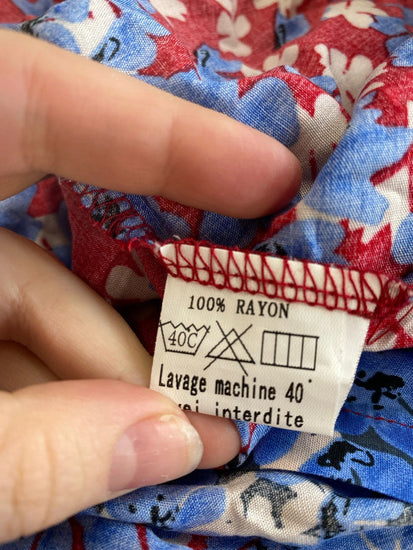 100% RAYON
40C
Lavage machine 40°
interdite